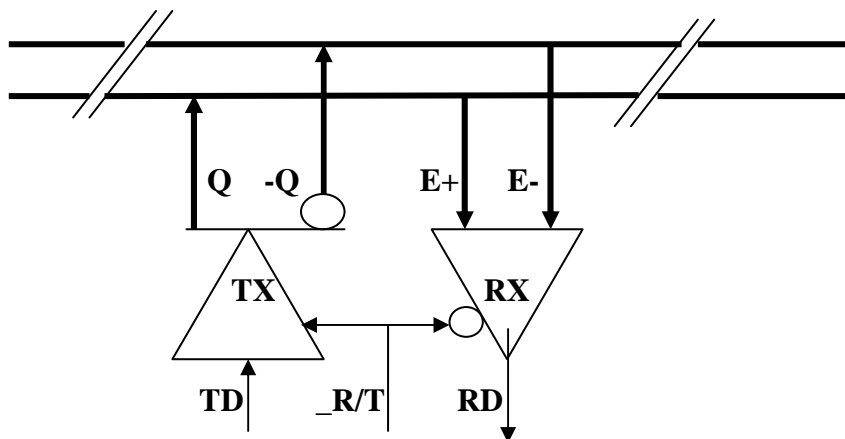 Q -Q E+ E-
TX RX
TD _R/T RD